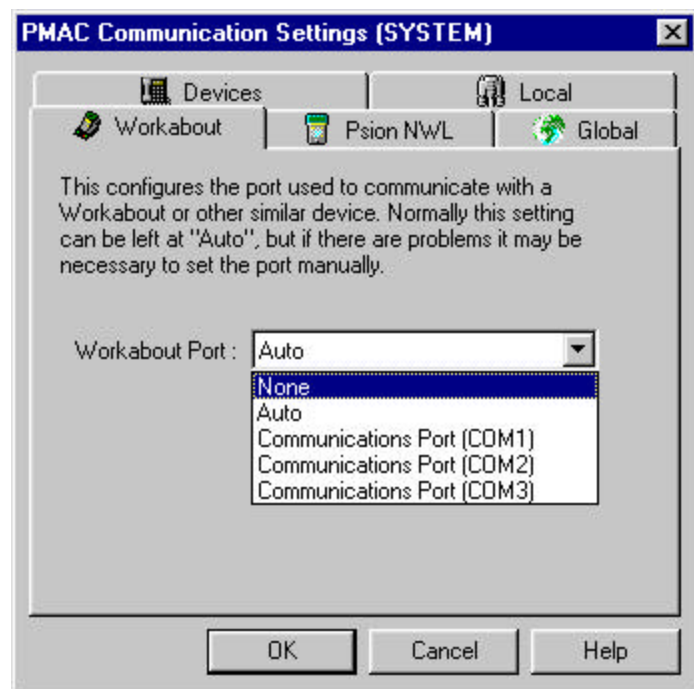 PMAC Communication Settings (SYSTEM)
Devices
Local
Workabout
Psion NWL
Global
This configures the port used to communicate with a
Workabout or other similar device. Normally this setting
can be left at "Auto", but if there are problems it may be
necessary to set the port manually.
Workabout Port : Auto
None
Auto
Communications Port (COM1)
Communications Port (COM2)
Communications Port (COM3)
OK
Cancel
Help